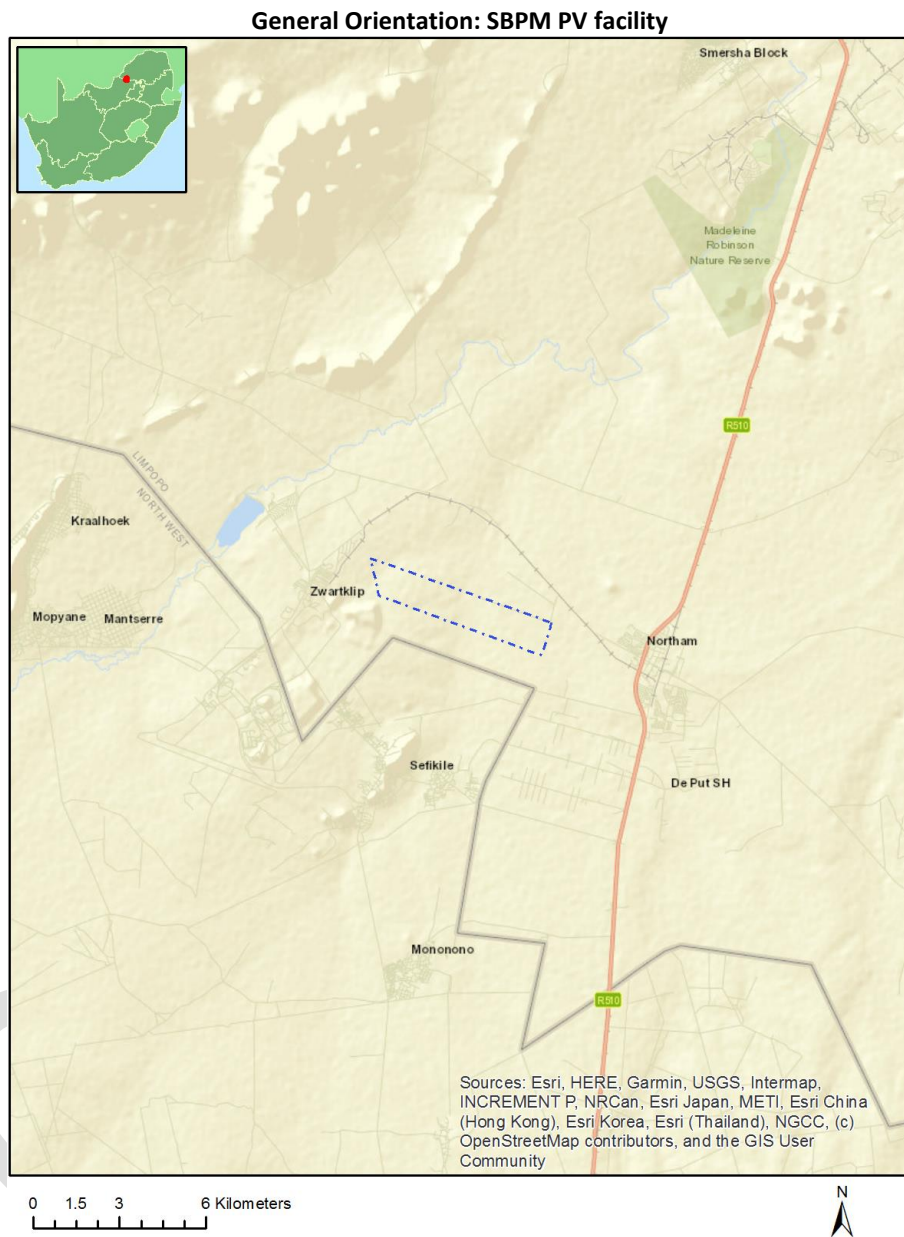 General Orientation: SBPM PV facility
Smersha Block
Madeleine
Robinson
Nature Reserve
R510
LIMPOPO
NORTH WEST
Kraalhoek
Zwartklip
Mopyane
Mantserre
Northam
Sefikile
De Put SH
Mononono
R510
Sources: Esri, HERE, Garmin, USGS, Intermap,
INCREMENT P, NRCan, Esri Japan, METI, Esri China
(Hong Kong), Esri Korea, Esri (Thailand), NGCC, (c)
OpenStreetMap contributors, and the GIS User
Community
0 1.5 3 6 Kilometers
N